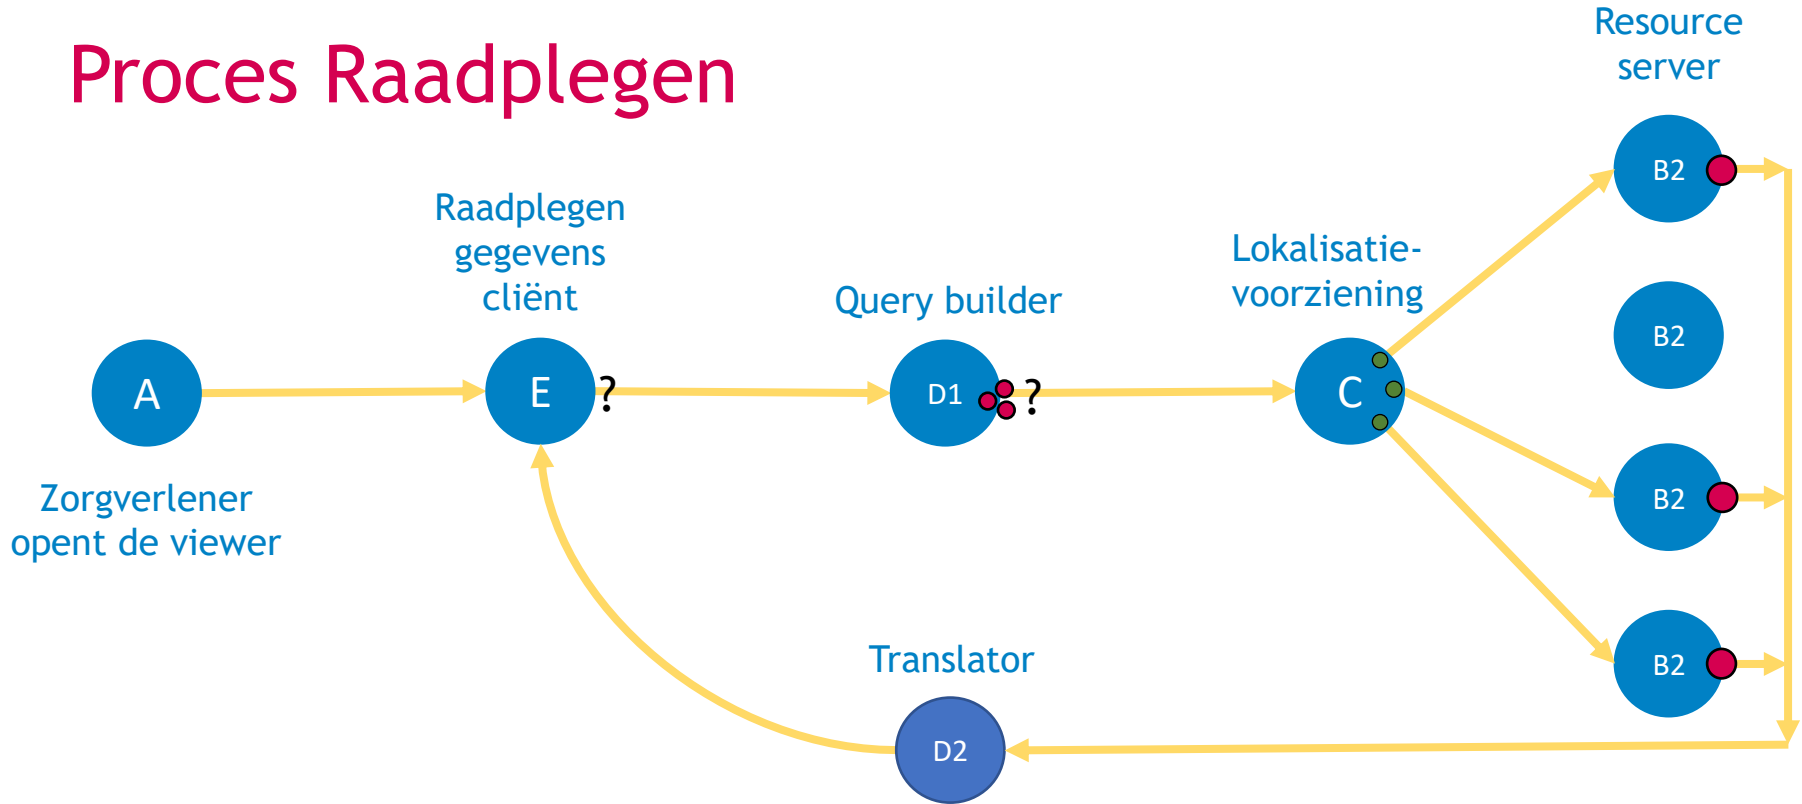 Proces Raadplegen
Resource
server
B2
Raadplegen
gegevens
cliënt
Lokalisatie-
voorziening
Query builder
B2
A
E
?
D1
?
C
Zorgverlener
opent de viewer
B2
Translator
B2
D2